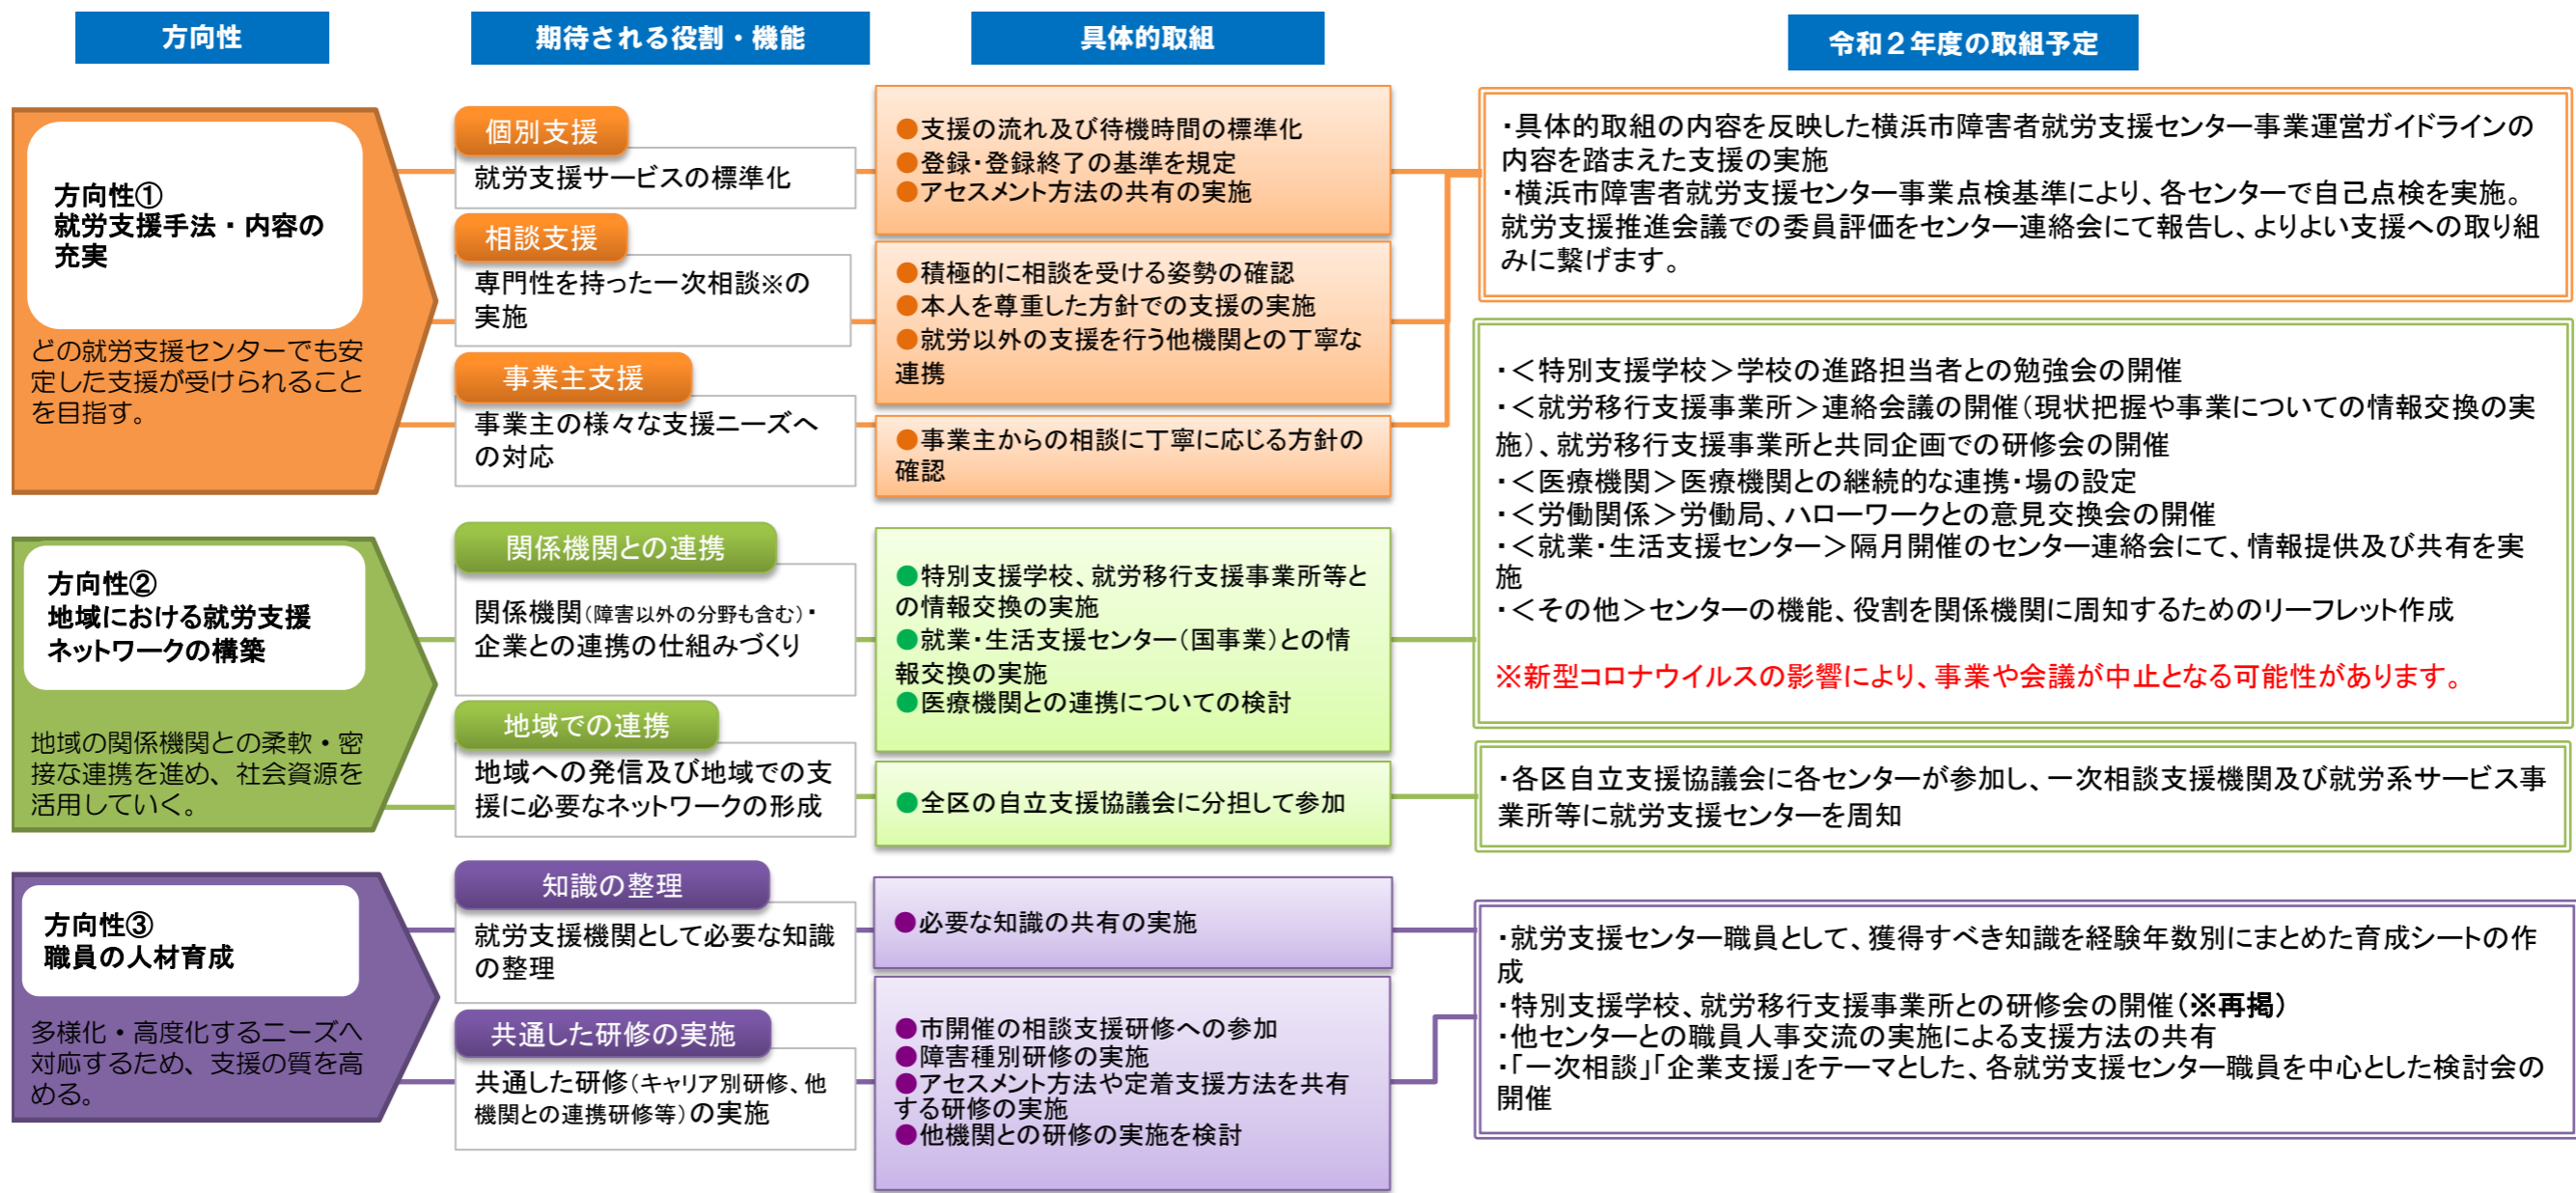 方向性
期待される役割・機能
具体的取組
令和２年度の取組予定
方向性①
就労支援手法・内容の
充実
どの就労支援センターでも安
定した支援が受けられること
を目指す。
個別支援
就労支援サービスの標準化
相談支援
専門性を持った一次相談※の
実施
事業主支援
事業主の様々な支援ニーズへ
の対応
●支援の流れ及び待機時間の標準化
●登録・登録終了の基準を規定
●アセスメント方法の共有の実施
●積極的に相談を受ける姿勢の確認
●本人を尊重した方針での支援の実施
●就労以外の支援を行う他機関との丁寧な
連携
●事業主からの相談に丁寧に応じる方針の
確認
・具体的取組の内容を反映した横浜市障害者就労支援センター事業運営ガイドラインの
内容を踏まえた支援の実施
・横浜市障害者就労支援センター事業点検基準により、各センターで自己点検を実施。
就労支援推進会議での委員評価をセンター連絡会にて報告し、よりよい支援への取り組
みに繋げます。
方向性②
地域における就労支援
ネットワークの構築
地域の関係機関との柔軟・密
接な連携を進め、社会資源を
活用していく。
関係機関との連携
関係機関（障害以外の分野も含む）・
企業との連携の仕組みづくり
地域での連携
地域への発信及び地域での支
援に必要なネットワークの形成
●特別支援学校、就労移行支援事業所等と
の情報交換の実施
●就業・生活支援センター（国事業）との情
報交換の実施
●医療機関との連携についての検討
●全区の自立支援協議会に分担して参加
・＜特別支援学校＞学校の進路担当者との勉強会の開催
・＜就労移行支援事業所＞連絡会議の開催（現状把握や事業についての情報交換の実
施）、就労移行支援事業所と共同企画での研修会の開催
・＜医療機関＞医療機関との継続的な連携・場の設定
・＜労働関係＞労働局、ハローワークとの意見交換会の開催
・＜就業・生活支援センター＞隔月開催のセンター連絡会にて、情報提供及び共有を実
施
・＜その他＞センターの機能、役割を関係機関に周知するためのリーフレット作成
※新型コロナウイルスの影響により、事業や会議が中止となる可能性があります。
・各区自立支援協議会に各センターが参加し、一次相談支援機関及び就労系サービス事
業所等に就労支援センターを周知
方向性③
職員の人材育成
多様化・高度化するニーズへ
対応するため、支援の質を高
める。
知識の整理
就労支援機関として必要な知識
の整理
共通した研修の実施
共通した研修（キャリア別研修、他
機関との連携研修等）の実施
●必要な知識の共有の実施
●市開催の相談支援研修への参加
●障害種別研修の実施
●アセスメント方法や定着支援方法を共有
する研修の実施
●他機関との研修の実施を検討
・就労支援センター職員として、獲得すべき知識を経験年数別にまとめた育成シートの作
成
・特別支援学校、就労移行支援事業所との研修会の開催（※再掲）
・他センターとの職員人事交流の実施による支援方法の共有
・「一次相談」「企業支援」をテーマとした、各就労支援センター職員を中心とした検討会の
開催